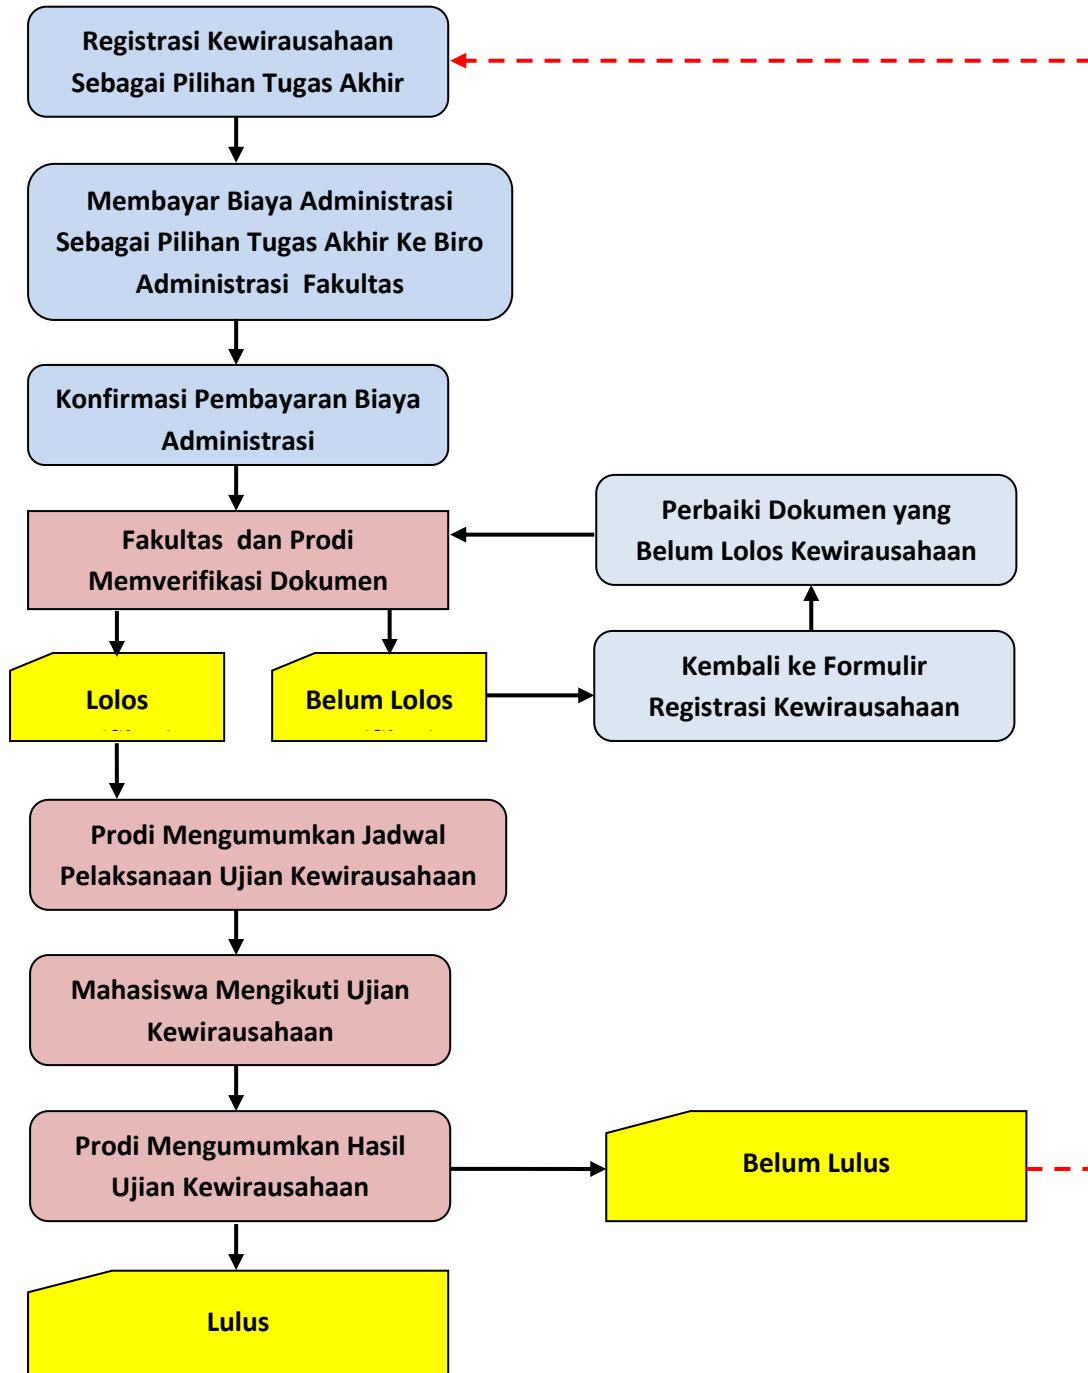 Registrasi Kewirausahaan
Sebagai Pilihan Tugas Akhir
Membayar Biaya Administrasi
Sebagai Pilihan Tugas Akhir Ke Biro
Administrasi Fakultas
Konfirmasi Pembayaran Biaya
Administrasi
Fakultas dan Prodi
Memverifikasi Dokumen
Perbaiki Dokumen yang
Belum Lolos Kewirausahaan
Kembali ke Formulir
Registrasi Kewirausahaan
Lolos
Belum Lolos
Prodi Mengumumkan Jadwal
Pelaksanaan Ujian Kewirausahaan
Mahasiswa Mengikuti Ujian
Kewirausahaan
Prodi Mengumumkan Hasil
Ujian Kewirausahaan
Belum Lulus
Lulus